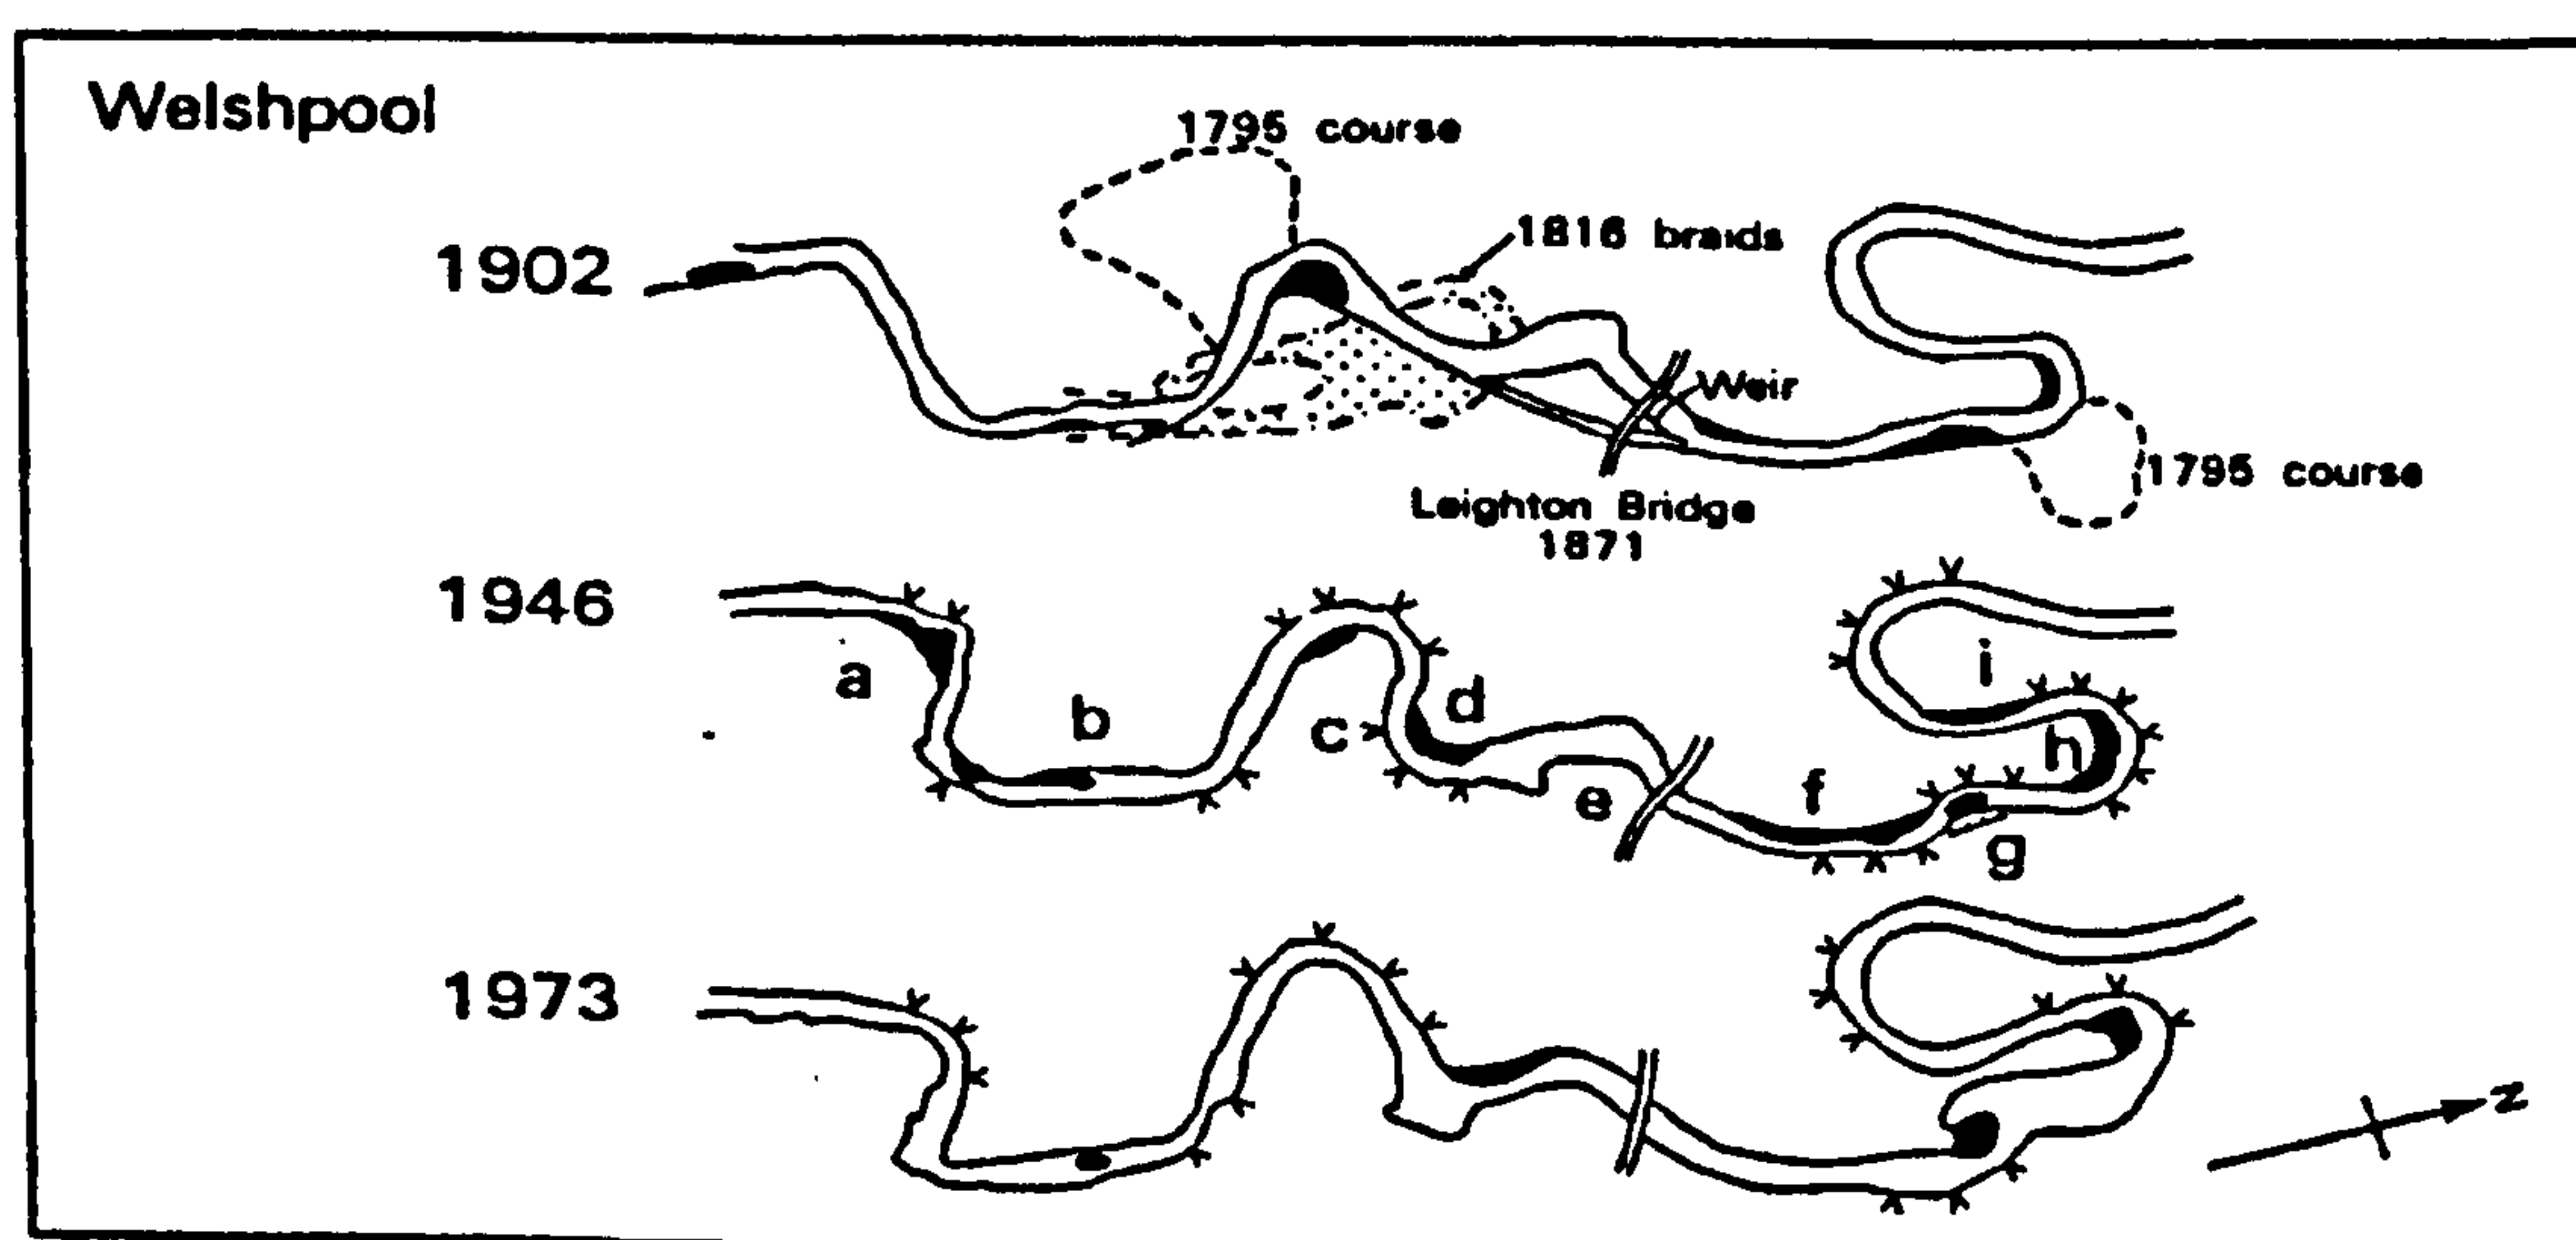 Welshpool
1795 course
1902
1816 braids
Weir
1795 course
Leighton Bridge
1871
1946
a
b
c
d
e
f
g
h
i
1973
N